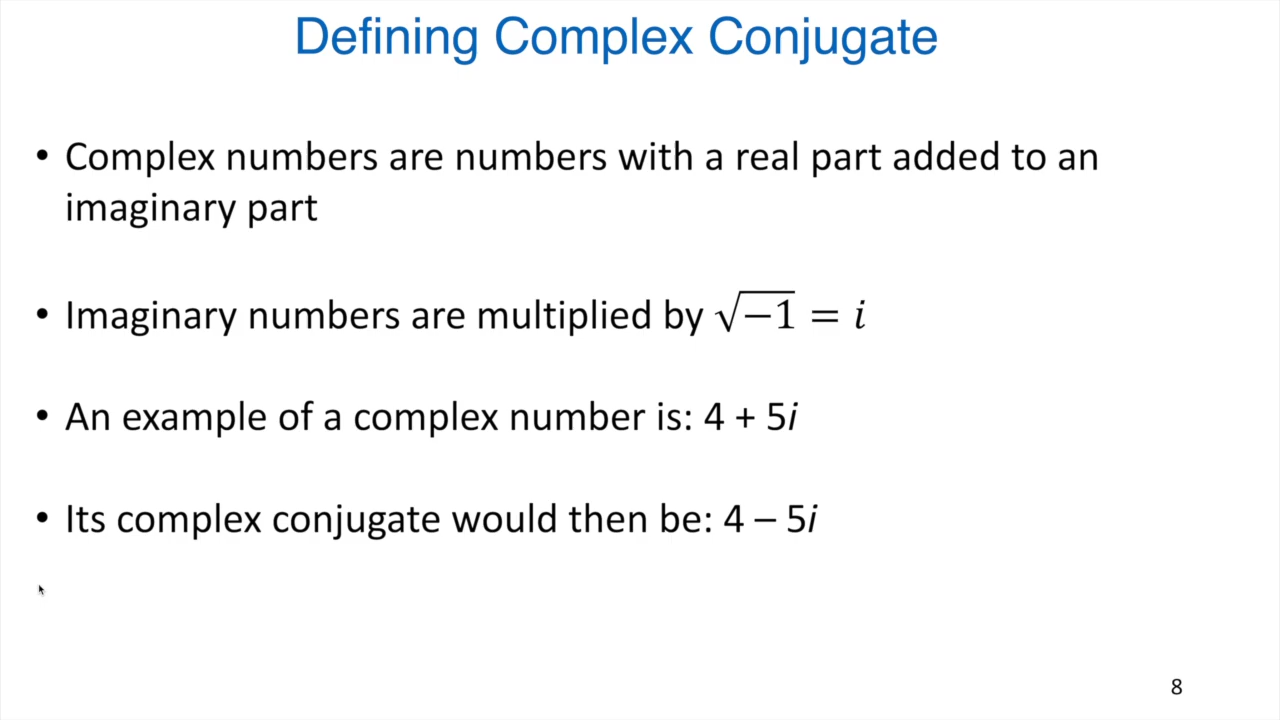 Defining Complex Conjugate
• Complex numbers are numbers with a real part added to an
imaginary part
• Imaginary numbers are multiplied by √−1 = i
• An example of a complex number is: 4 + 5i
• Its complex conjugate would then be: 4 – 5i
8